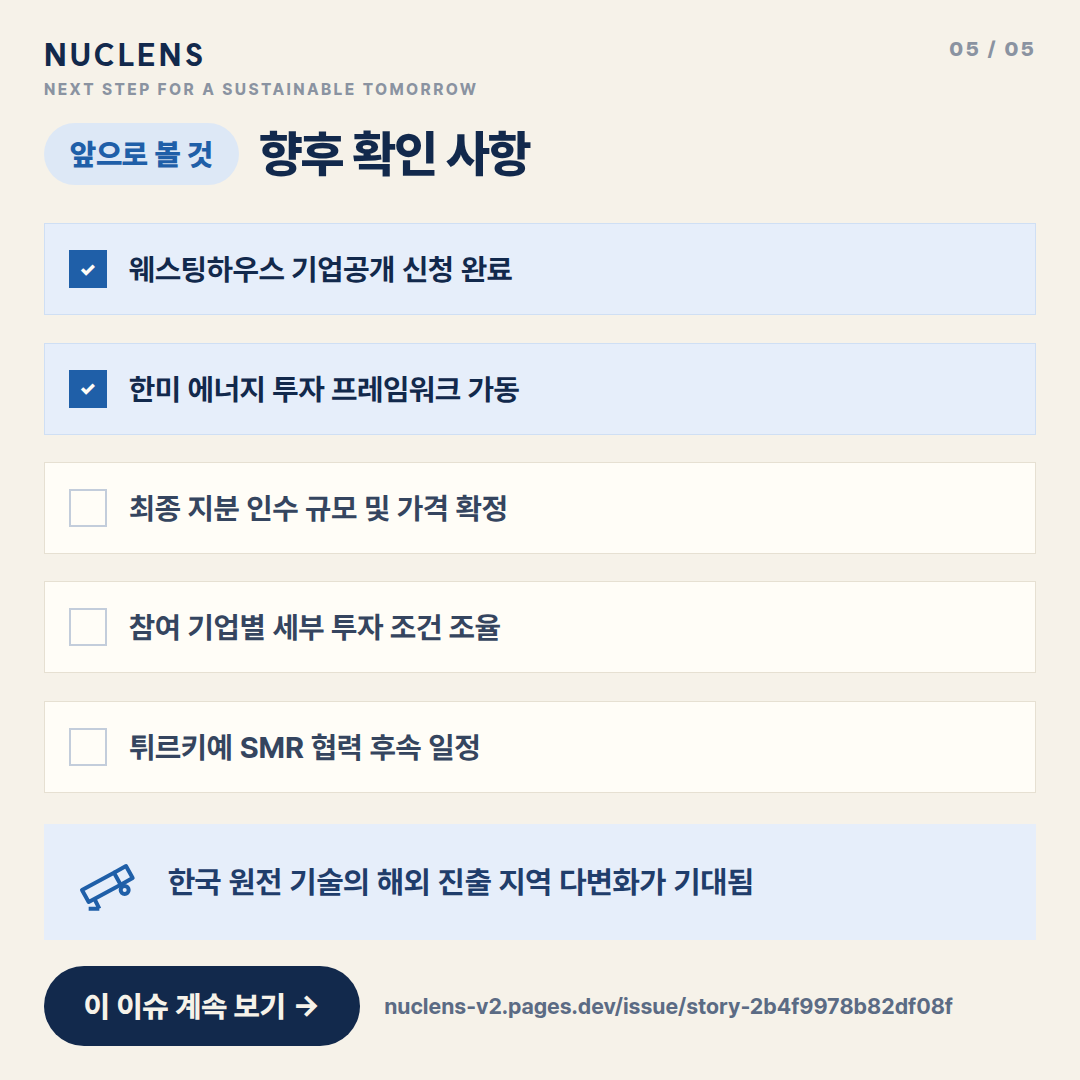 NUCLENS
05 / 05
NEXT STEP FOR A SUSTAINABLE TOMORROW
앞으로 볼 것
향후 확인 사항
웨스팅하우스 기업공개 신청 완료
한미 에너지 투자 프레임워크 가동
최종 지분 인수 규모 및 가격 확정
참여 기업별 세부 투자 조건 조율
튀르키예 SMR 협력 후속 일정
한국 원전 기술의 해외 진출 지역 다변화가 기대됨
이 이슈 계속 보기 →
nuclens-v2.pages.dev/issue/story-2b4f9978b82df08f